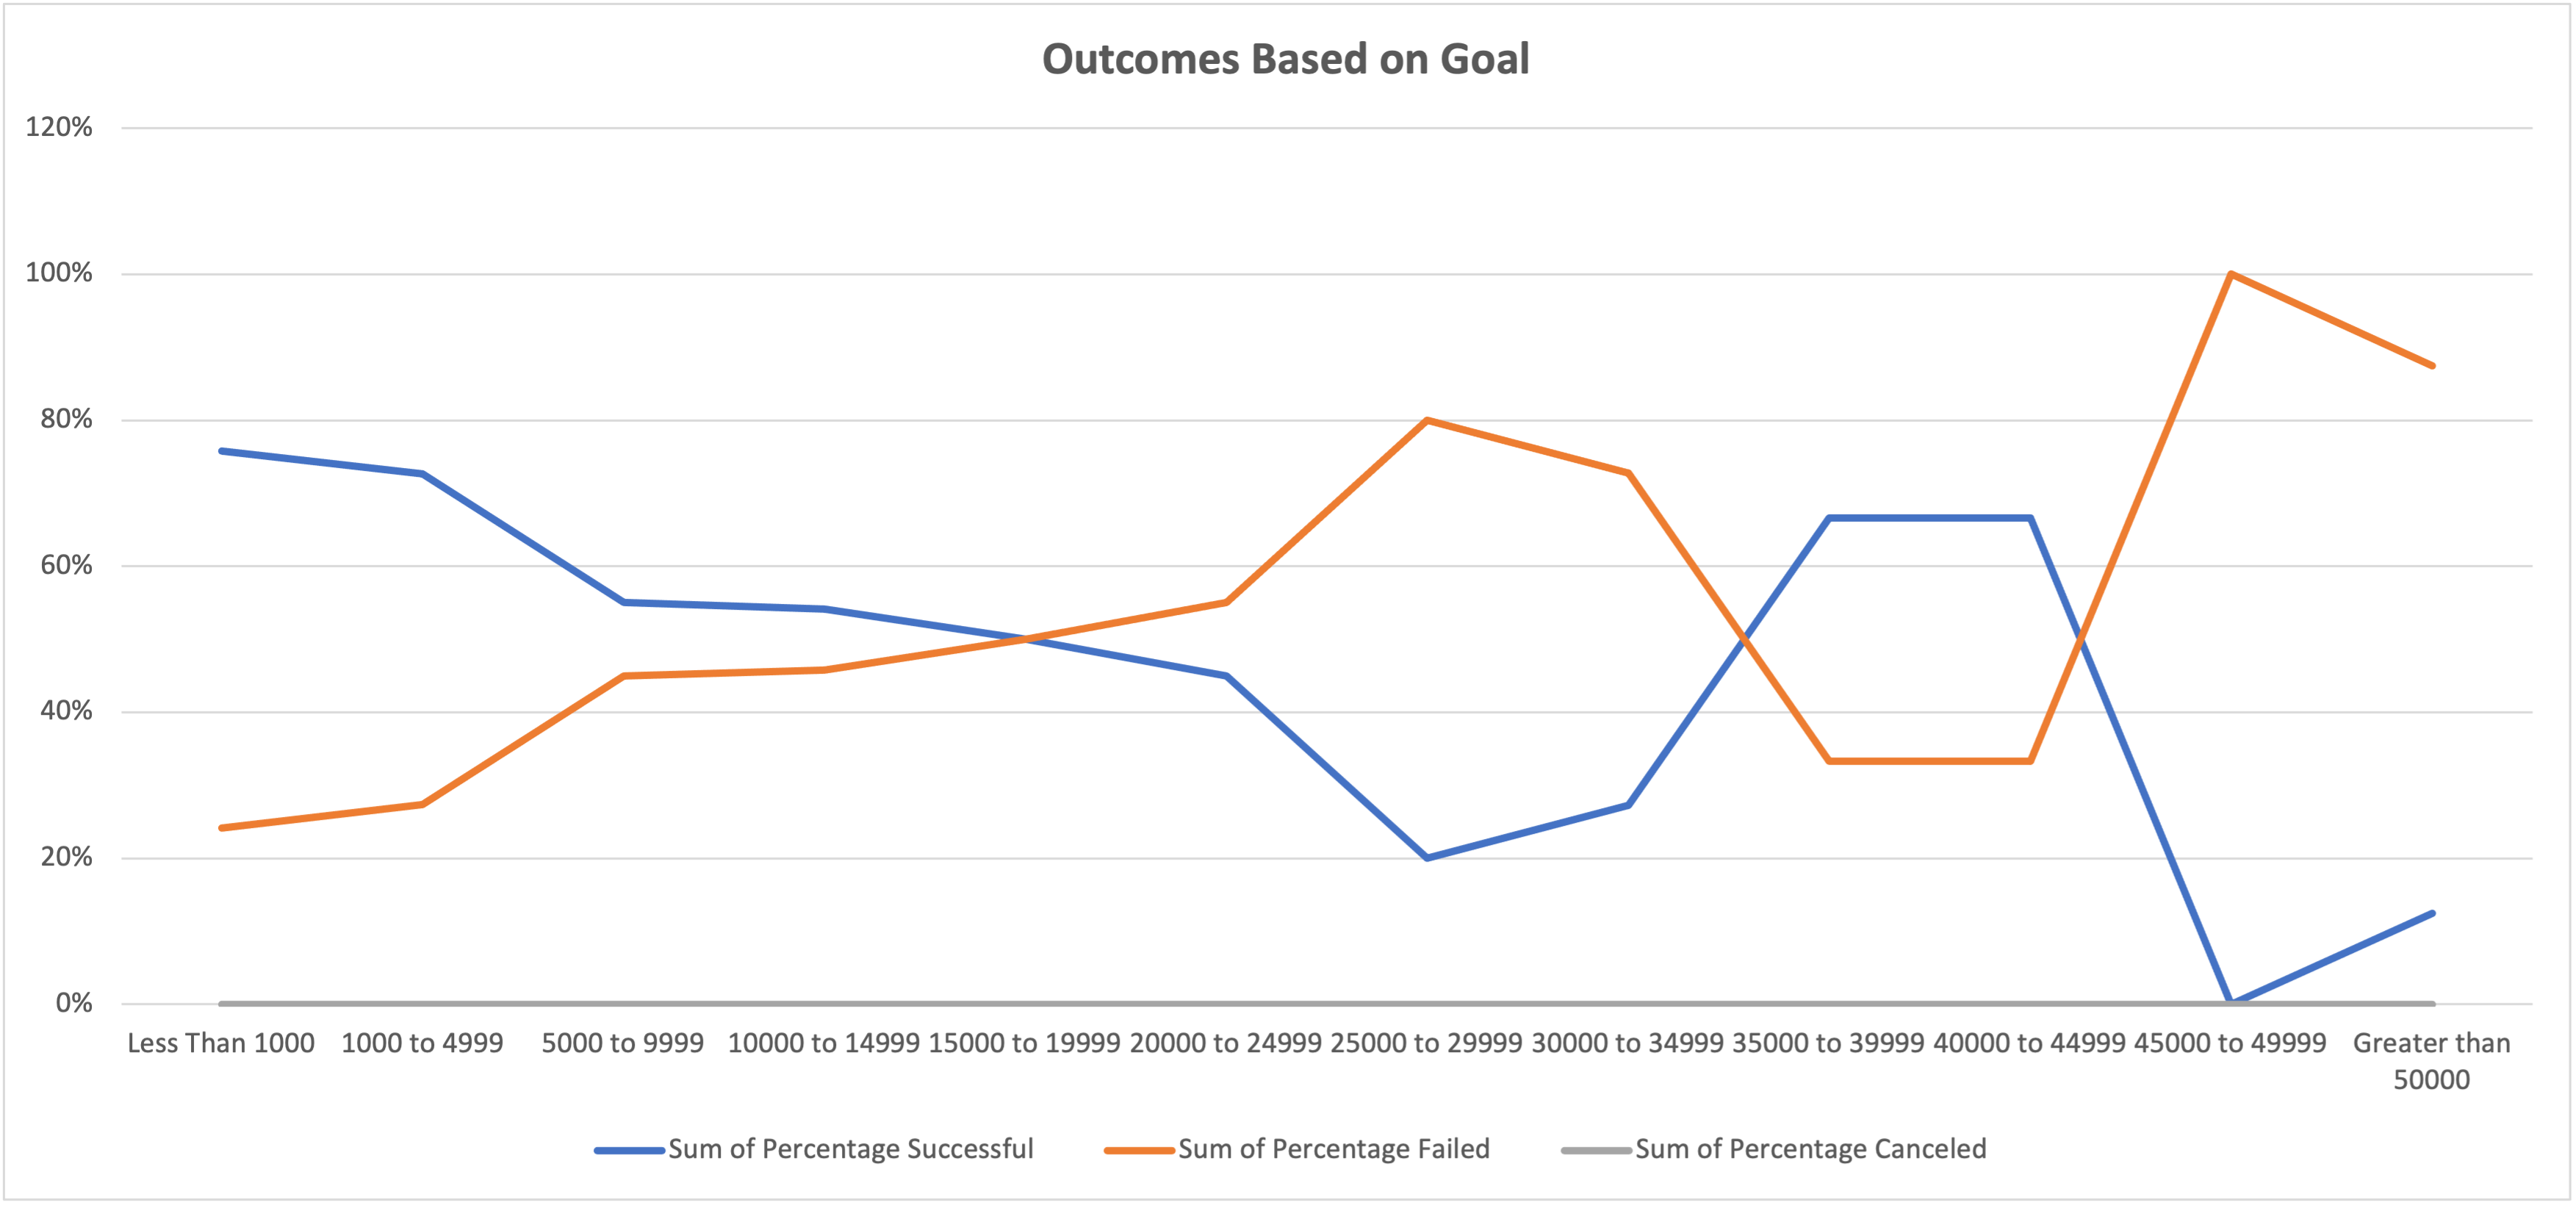 Outcomes Based on Goal
120%
100%
80%
60%
40%
20%
0%
Less Than 1000
1000 to 4999
5000 to 9999
10000 to 14999
15000 to 19999
20000 to 24999
25000 to 29999
30000 to 34999
35000 to 39999
40000 to 44999
45000 to 49999
Greater than
50000
Sum of Percentage Successful
Sum of Percentage Failed
Sum of Percentage Canceled